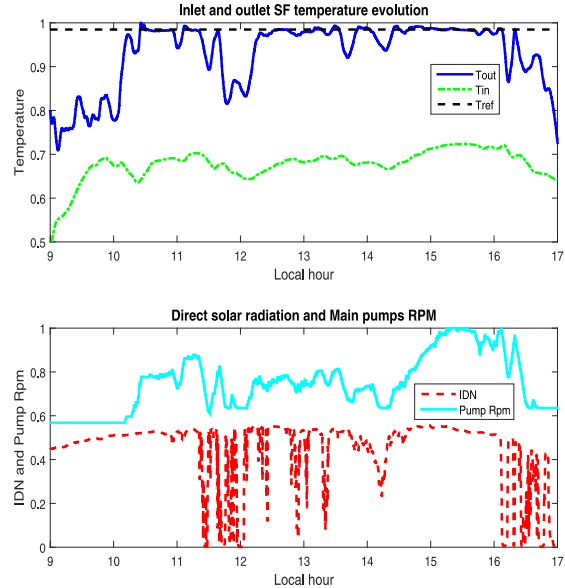 Inlet and outlet SF temperature evolution
1
0.9
0.8
0.7
0.6
0.5
Temperature
Tout
Tin
Tref
9 10 11 12 13 14 15 16 17
Local hour
Direct solar radiation and Main pumps RPM
1
0.8
0.6
0.4
0.2
0
IDN and Pump Rpm
IDN
Pump Rpm
9 10 11 12 13 14 15 16 17
Local hour